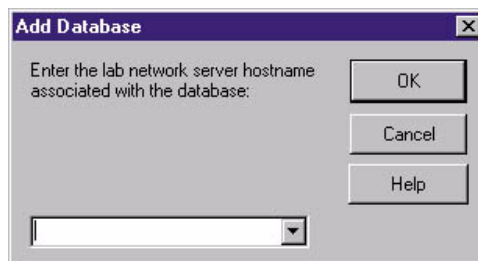 Add Database
Enter the lab network server hostname
associated with the database:
OK
Cancel
Help